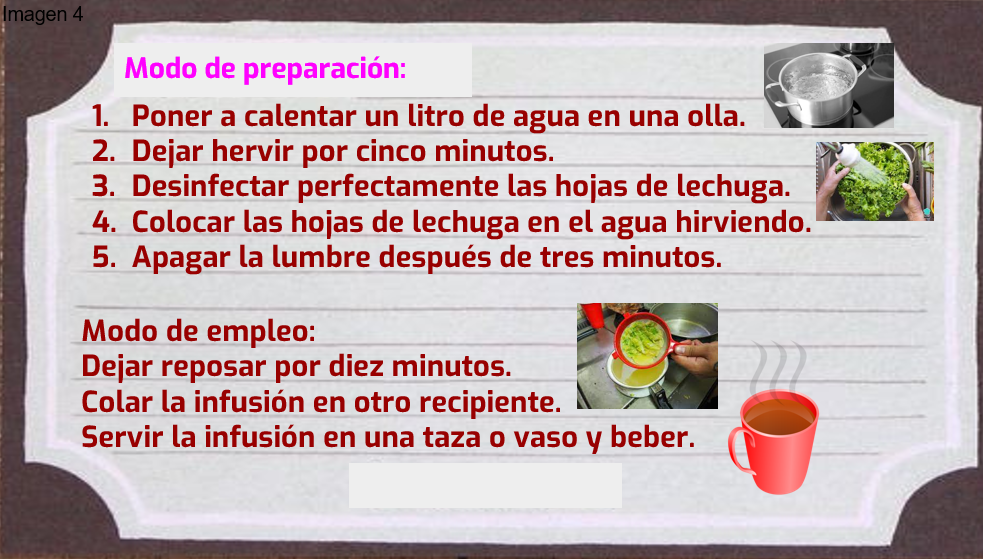 Imagen 4
Modo de preparación:
1. Poner a calentar un litro de agua en una olla.
2. Dejar hervir por cinco minutos.
3. Desinfectar perfectamente las hojas de lechuga.
4. Colocar las hojas de lechuga en el agua hirviendo.
5. Apagar la lumbre después de tres minutos.
Modo de empleo:
Dejar reposar por diez minutos.
Colar la infusión en otro recipiente.
Servir la infusión en una taza o vaso y beber.